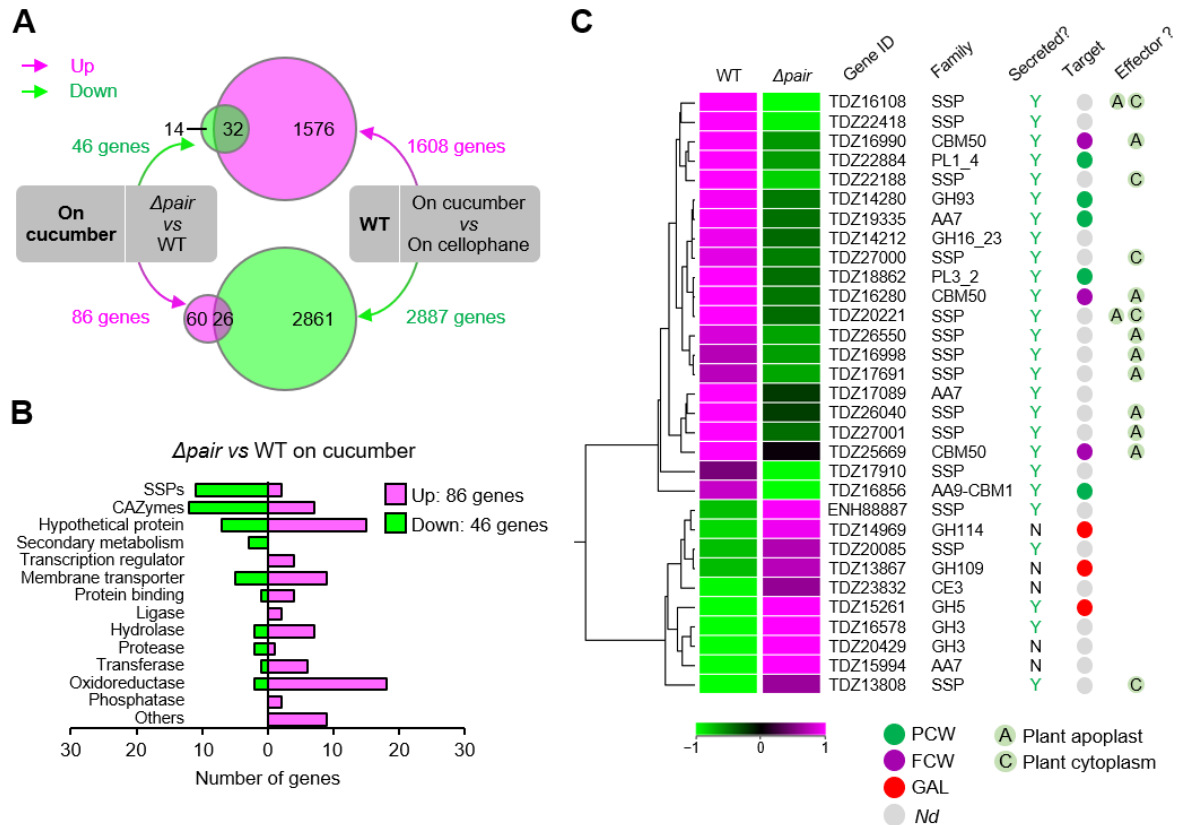 A
Up
Down
14
32
1576
46 genes
1608 genes
On cucumber
Δpair vs WT
WT
On cucumber vs On cellophane
86 genes
60
26
2861
2887 genes
B
Δpair vs WT on cucumber
SSPs
CAZymes
Hypothetical protein
Secondary metabolism
Transcription regulator
Membrane transporter
Protein binding
Ligase
Hydrolase
Protease
Transferase
Oxidoreductase
Phosphatase
Others
Up: 86 genes
Down: 46 genes
30 20 10 0 10 20 30
Number of genes
C
WT Δpair Gene ID Family Secreted? Target Effector ?
TDZ16108 SSP Y A C
TDZ22418 SSP Y
TDZ16990 CBM50 Y A
TDZ22884 PL1_4 Y
TDZ22188 SSP Y C
TDZ14280 GH93 Y
TDZ19335 AA7 Y
TDZ14212 GH16_23 Y
TDZ27000 SSP Y C
TDZ18862 PL3_2 Y
TDZ16280 CBM50 Y A
TDZ20221 SSP Y A C
TDZ26550 SSP Y A
TDZ16998 SSP Y A
TDZ17691 SSP Y A
TDZ17089 AA7 Y
TDZ26040 SSP Y A
TDZ27001 SSP Y A
TDZ25669 CBM50 Y A
TDZ17910 SSP Y
TDZ16856 AA9-CBM1 Y
ENH88887 SSP Y
TDZ14969 GH114 N
TDZ20085 SSP Y
TDZ13867 GH109 N
TDZ23832 CE3 N
TDZ15261 GH5 Y
TDZ16578 GH3 Y
TDZ20429 GH3 N
TDZ15994 AA7 N
TDZ13808 SSP Y C
−1 0 1
PCW
FCW
GAL
Nd
A Plant apoplast
C Plant cytoplasm